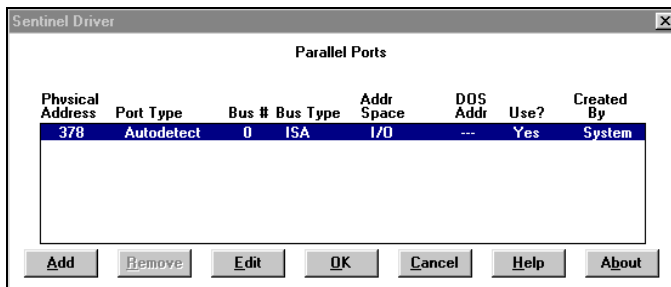 Sentinel Driver
Parallel Ports
Physical Address Port Type Bus # Bus Type Addr Space DOS Addr Use? Created By
378 Autodetect 0 ISA I/O --- Yes System
Add Remove Edit OK Cancel Help About